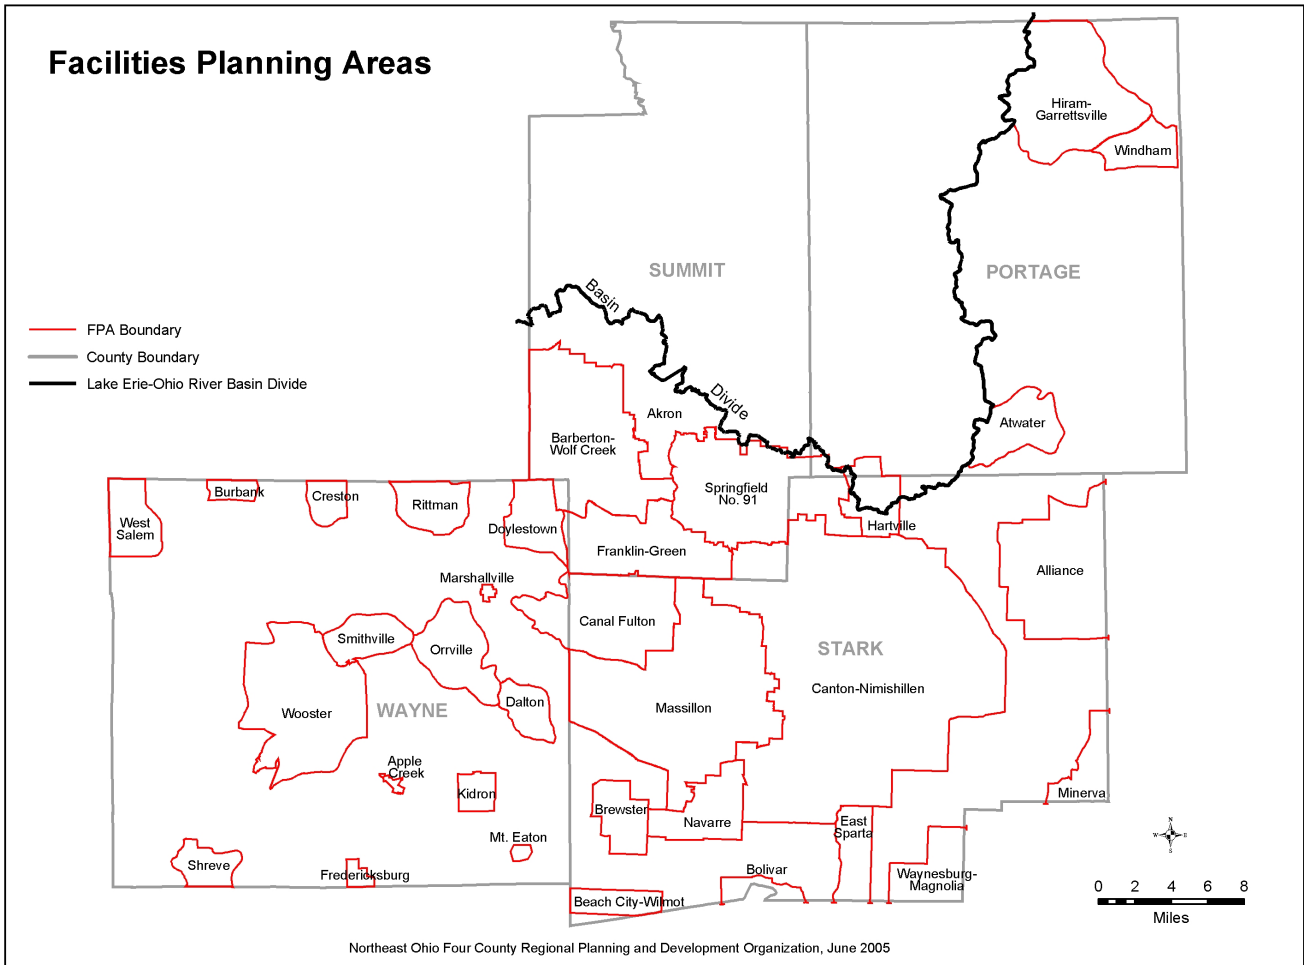 Facilities Planning Areas
Hiram-
Garrettsville
Windham
SUMMIT
PORTAGE
Basin
FPA Boundary
County Boundary
Lake Erie-Ohio River Basin Divide
Divide
Akron
Atwater
Barberton-
Wolf Creek
Springfield
No. 91
Burbank
Creston
Rittman
West
Salem
Doylestown
Hartville
Franklin-Green
Alliance
Marshallville
Canal Fulton
Smithville
Orrville
STARK
Canton-Nimishillen
Dalton
Wooster
WAYNE
Massillon
Apple
Creek
Kidron
Minerva
Brewster
Navarre
East
Sparta
Mt. Eaton
N
W
E
S
Shreve
Fredericksburg
Bolivar
Waynesburg-
Magnolia
Beach City-Wilmot
0 2 4 6 8
Miles
Northeast Ohio Four County Regional Planning and Development Organization, June 2005